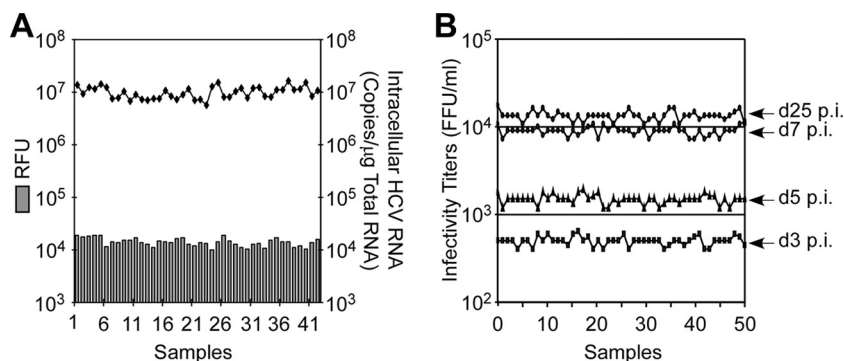 A
10^8
10^7
10^6
10^5
10^4
10^3
RFU
1 6 11 16 21 26 31 36 41
Samples
10^8
10^7
10^6
10^5
10^4
10^3
Intracellular HCV RNA
(Copies/µg Total RNA)
B
Infectivity Titers (FFU/ml)
10^5
10^4
10^3
10^2
0 10 20 30 40 50
Samples
d25 p.i.
d7 p.i.
d5 p.i.
d3 p.i.